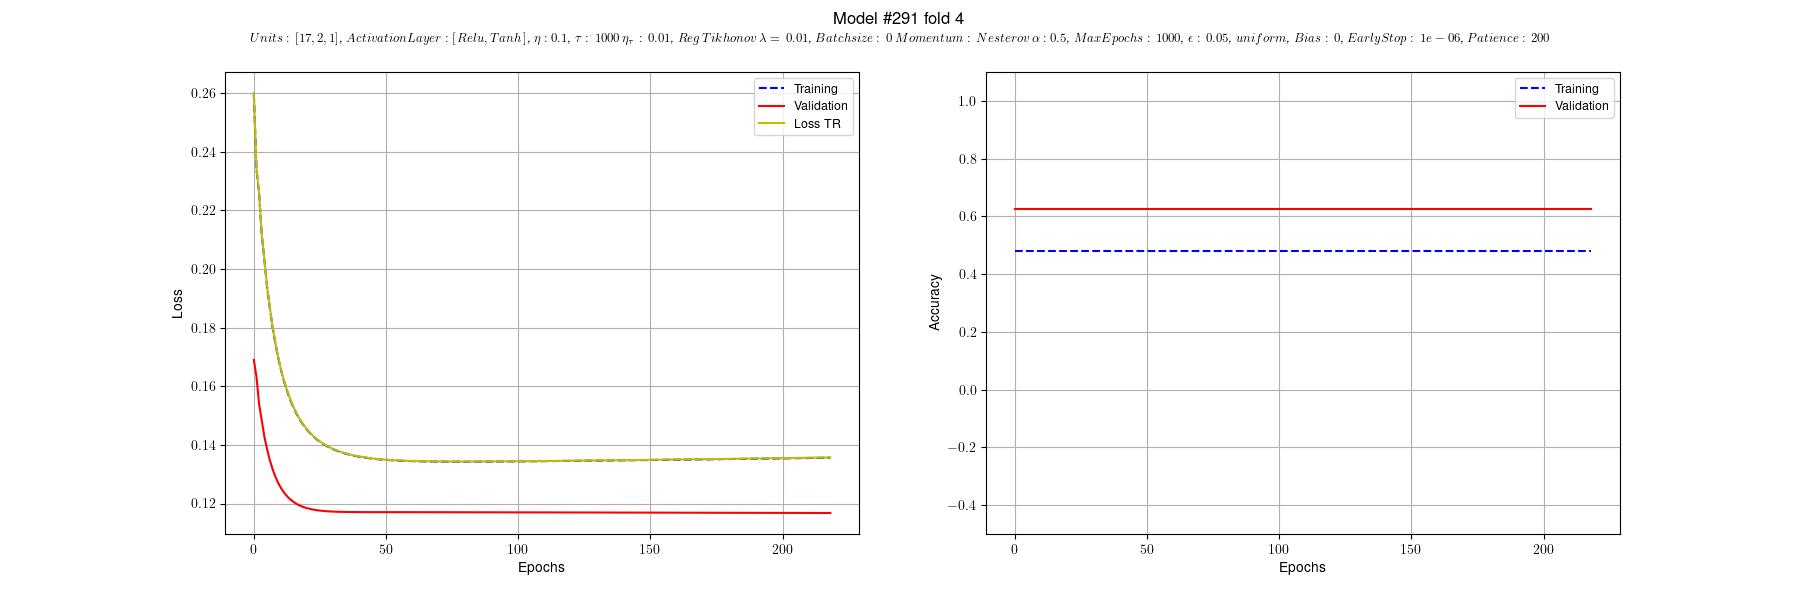 Model #291 fold 4
Units : [17, 2, 1], ActivationLayer : [Relu, Tanh], η : 0.1, τ : 1000 η_τ : 0.01, Reg Tikhonov λ = 0.01, Batchsize : 0 Momentum : Nesterov α : 0.5, MaxEpochs : 1000, ϵ : 0.05, uniform, Bias : 0, EarlyStop : 1e − 06, Patience : 200
Loss
0.26
0.24
0.22
0.20
0.18
0.16
0.14
0.12
0
50
100
150
200
Epochs
Training
Validation
Loss TR
Accuracy
1.0
0.8
0.6
0.4
0.2
0.0
−0.2
−0.4
0
50
100
150
200
Epochs
Training
Validation